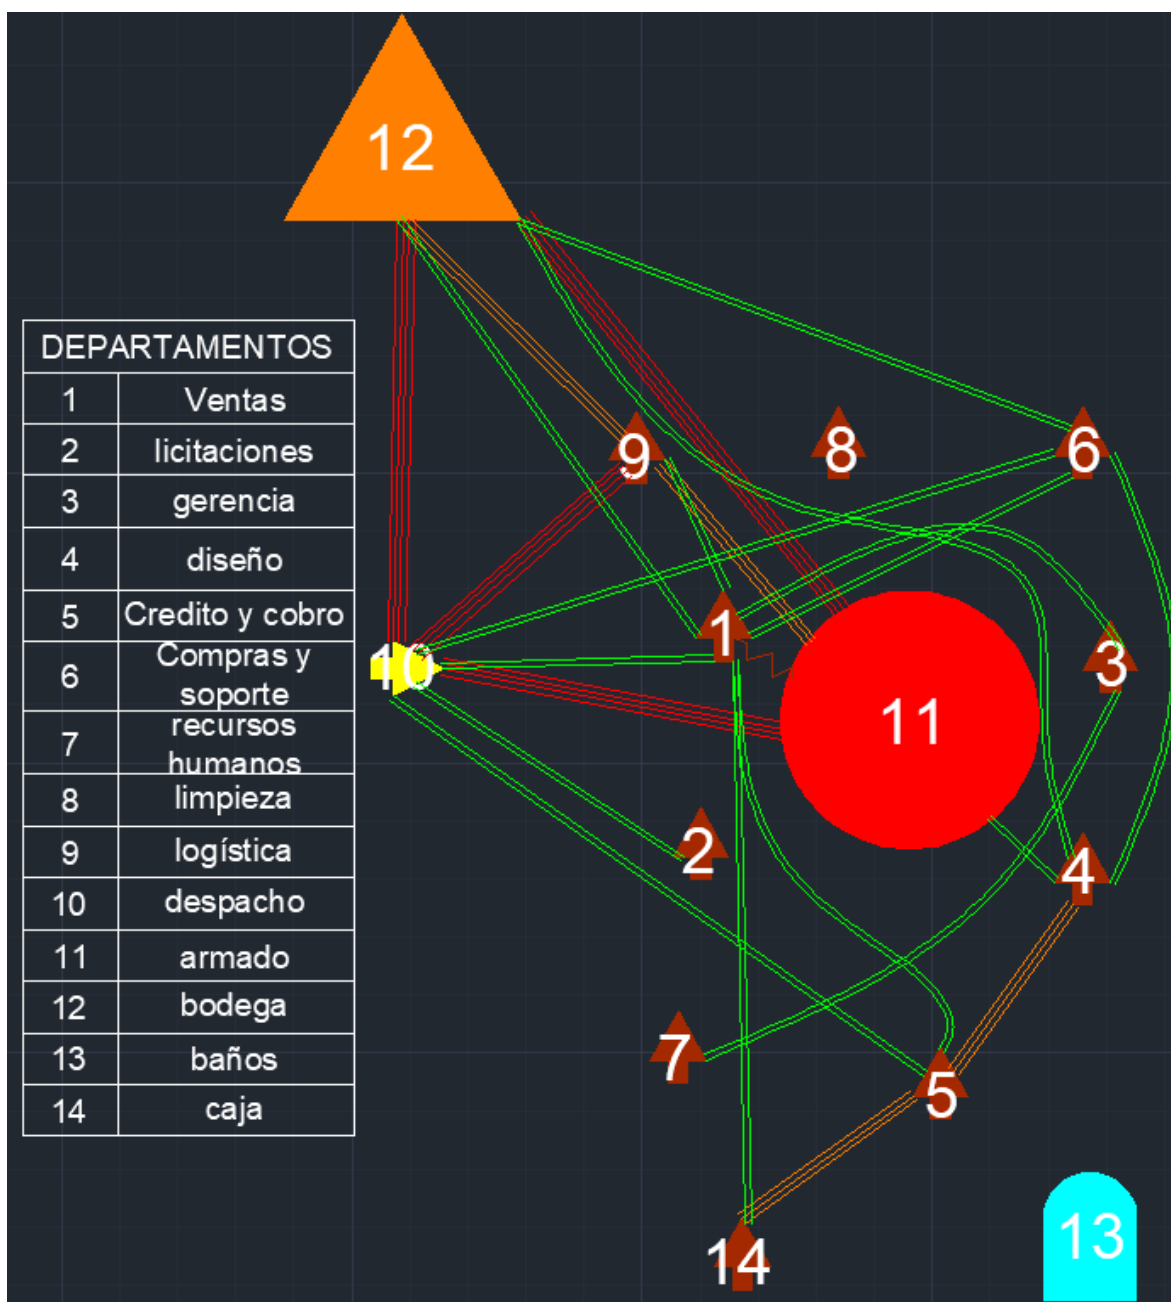 12
DEPARTAMENTOS
1 Ventas
2 licitaciones
3 gerencia
4 diseño
5 Credito y cobro
6 Compras y
soporte
7 recursos
humanos
8 limpieza
9 logística
10 despacho
11 armado
12 bodega
13 baños
14 caja
9 8 6
1
10
3
11
2
4
7
5
13
14